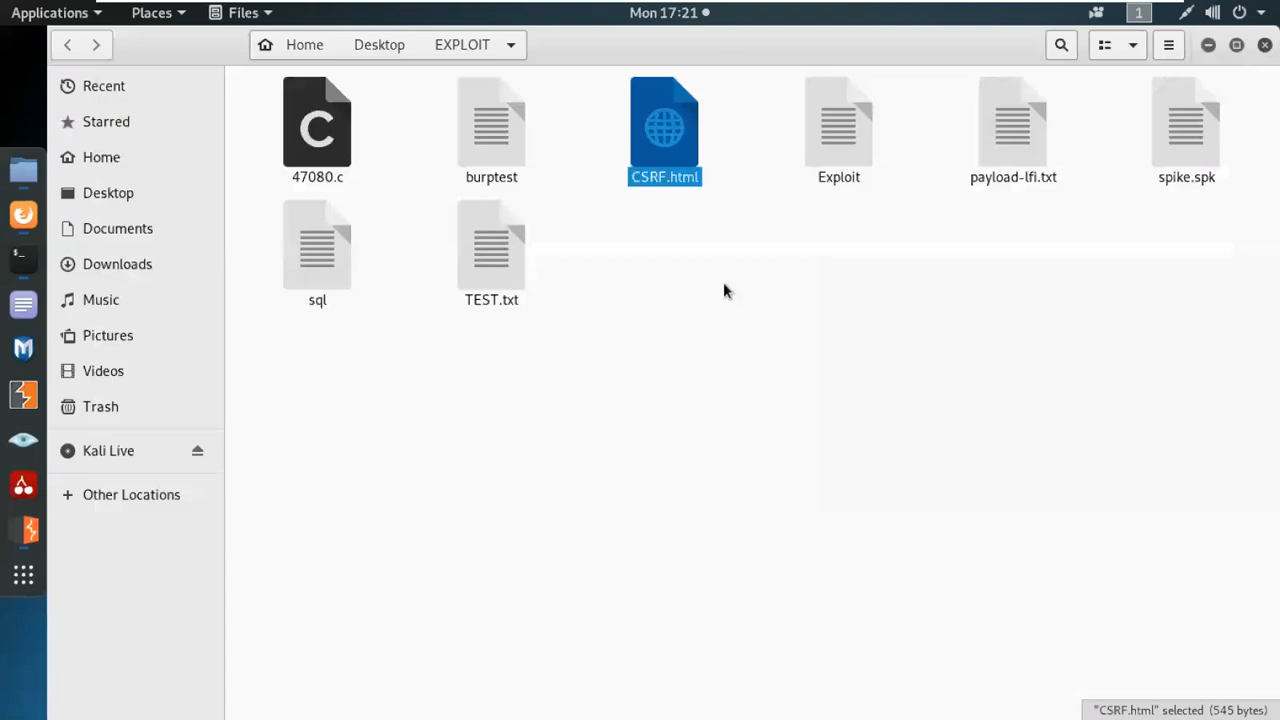 Applications Places Files Mon 17:21 1
Home Desktop EXPLOIT
Recent
Starred
Home
Desktop
Documents
Downloads
Music
Pictures
Videos
Trash
Kali Live
+ Other Locations
47080.c burptest CSRF.html Exploit payload-lfi.txt spike.spk
sql TEST.txt
"CSRF.html" selected (545 bytes)